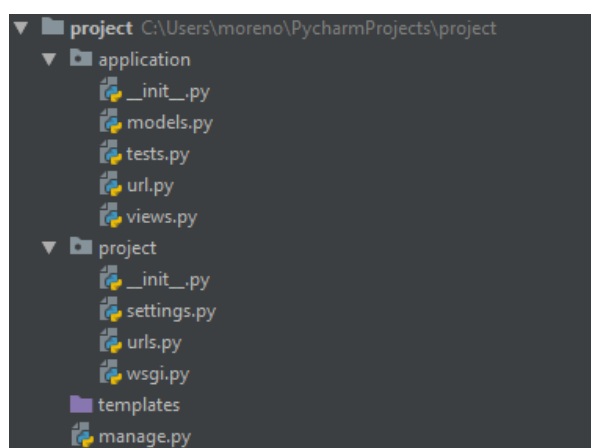 project C:\Users\moreno\PycharmProjects\project
application
__init__.py
models.py
tests.py
url.py
views.py
project
__init__.py
settings.py
urls.py
wsgi.py
templates
manage.py